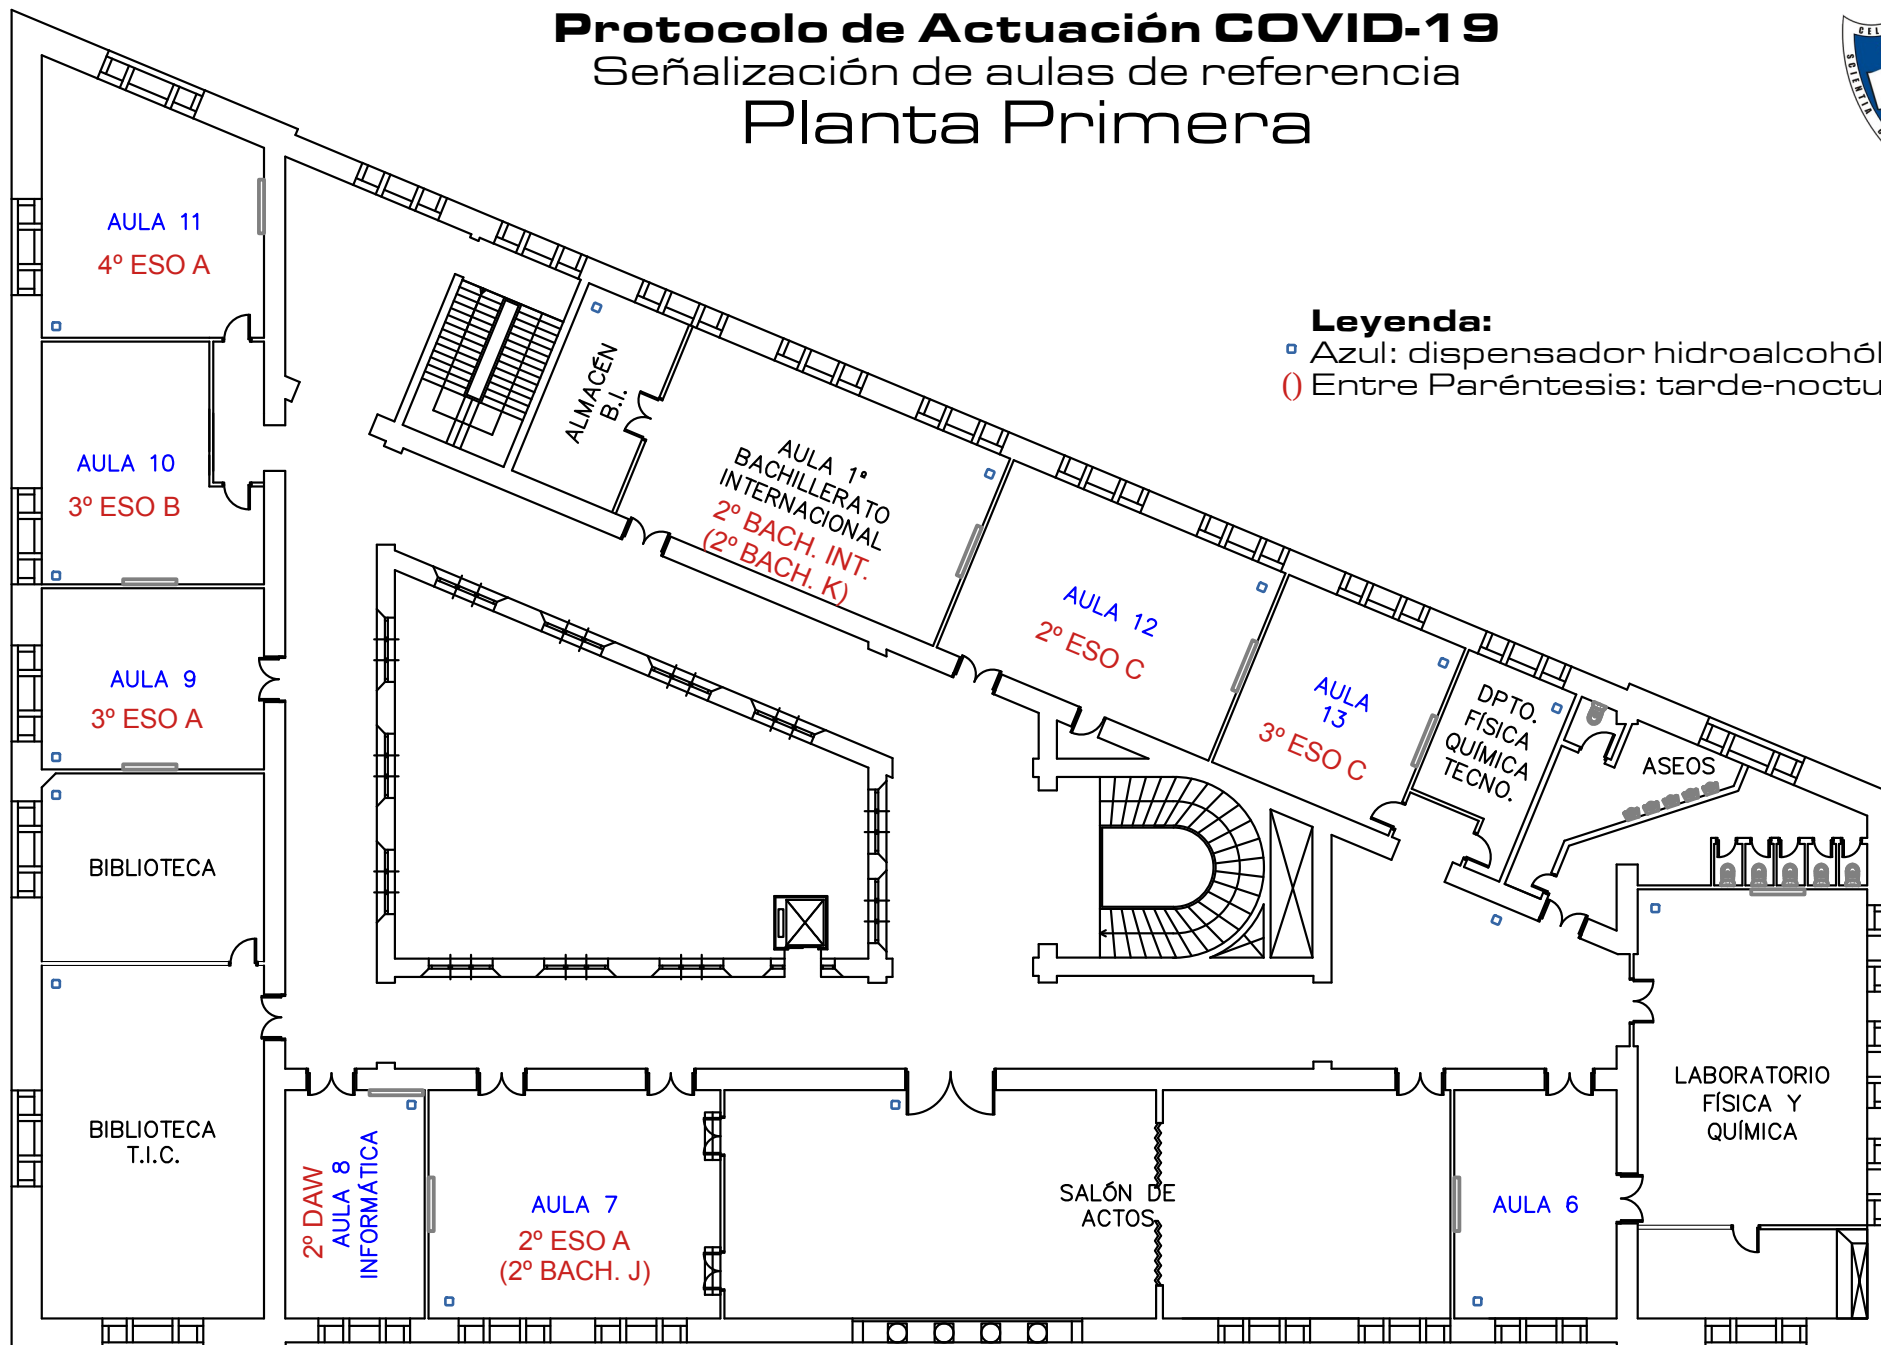 Protocolo de Actuación COVID-19
Señalización de aulas de referencia
Planta Primera
CEL
SCIENTIA
Leyenda:
Azul: dispensador hidroalcohól
() Entre Paréntesis: tarde-noctu
AULA 11
4º ESO A
AULA 10
3º ESO B
AULA 9
3º ESO A
BIBLIOTECA
BIBLIOTECA
T.I.C.
ALMACÉN
B.I.
AULA 1º
BACHILLERATO
INTERNACIONAL
2º BACH. INT.
(2º BACH. K)
AULA 12
2º ESO C
AULA
13
3º ESO C
DPTO.
FÍSICA
QUÍMICA
TECNO.
ASEOS
LABORATORIO
FÍSICA Y
QUÍMICA
2º DAW
AULA 8
INFORMÁTICA
AULA 7
2º ESO A
(2º BACH. J)
SALÓN DE
ACTOS
AULA 6